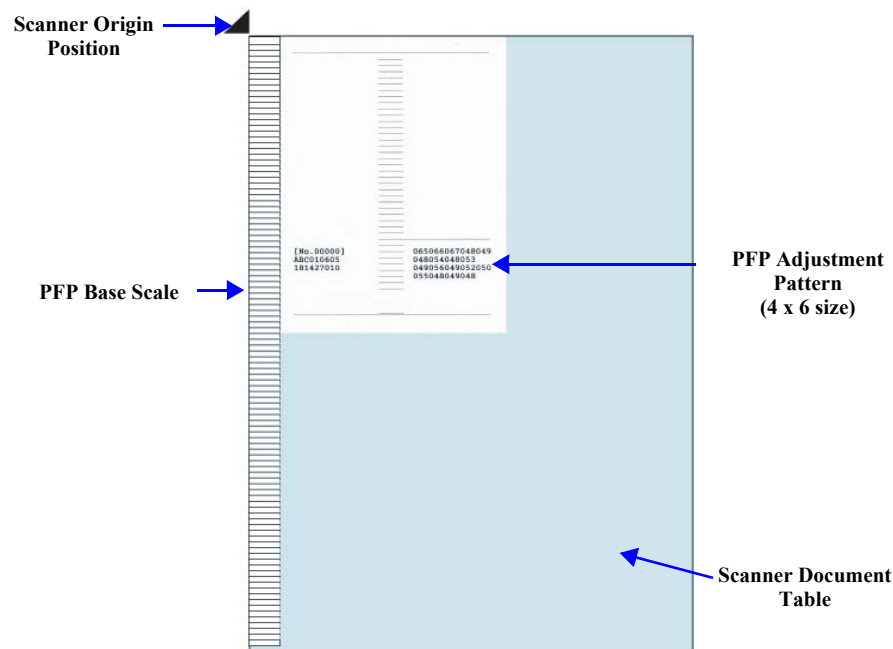 Scanner Origin
Position
[No.00000]
ABC010605
181427010
065066067048049
048054048053
049056049052050
055048049048
PFP Base Scale
PFP Adjustment
Pattern
(4 x 6 size)
Scanner Document
Table